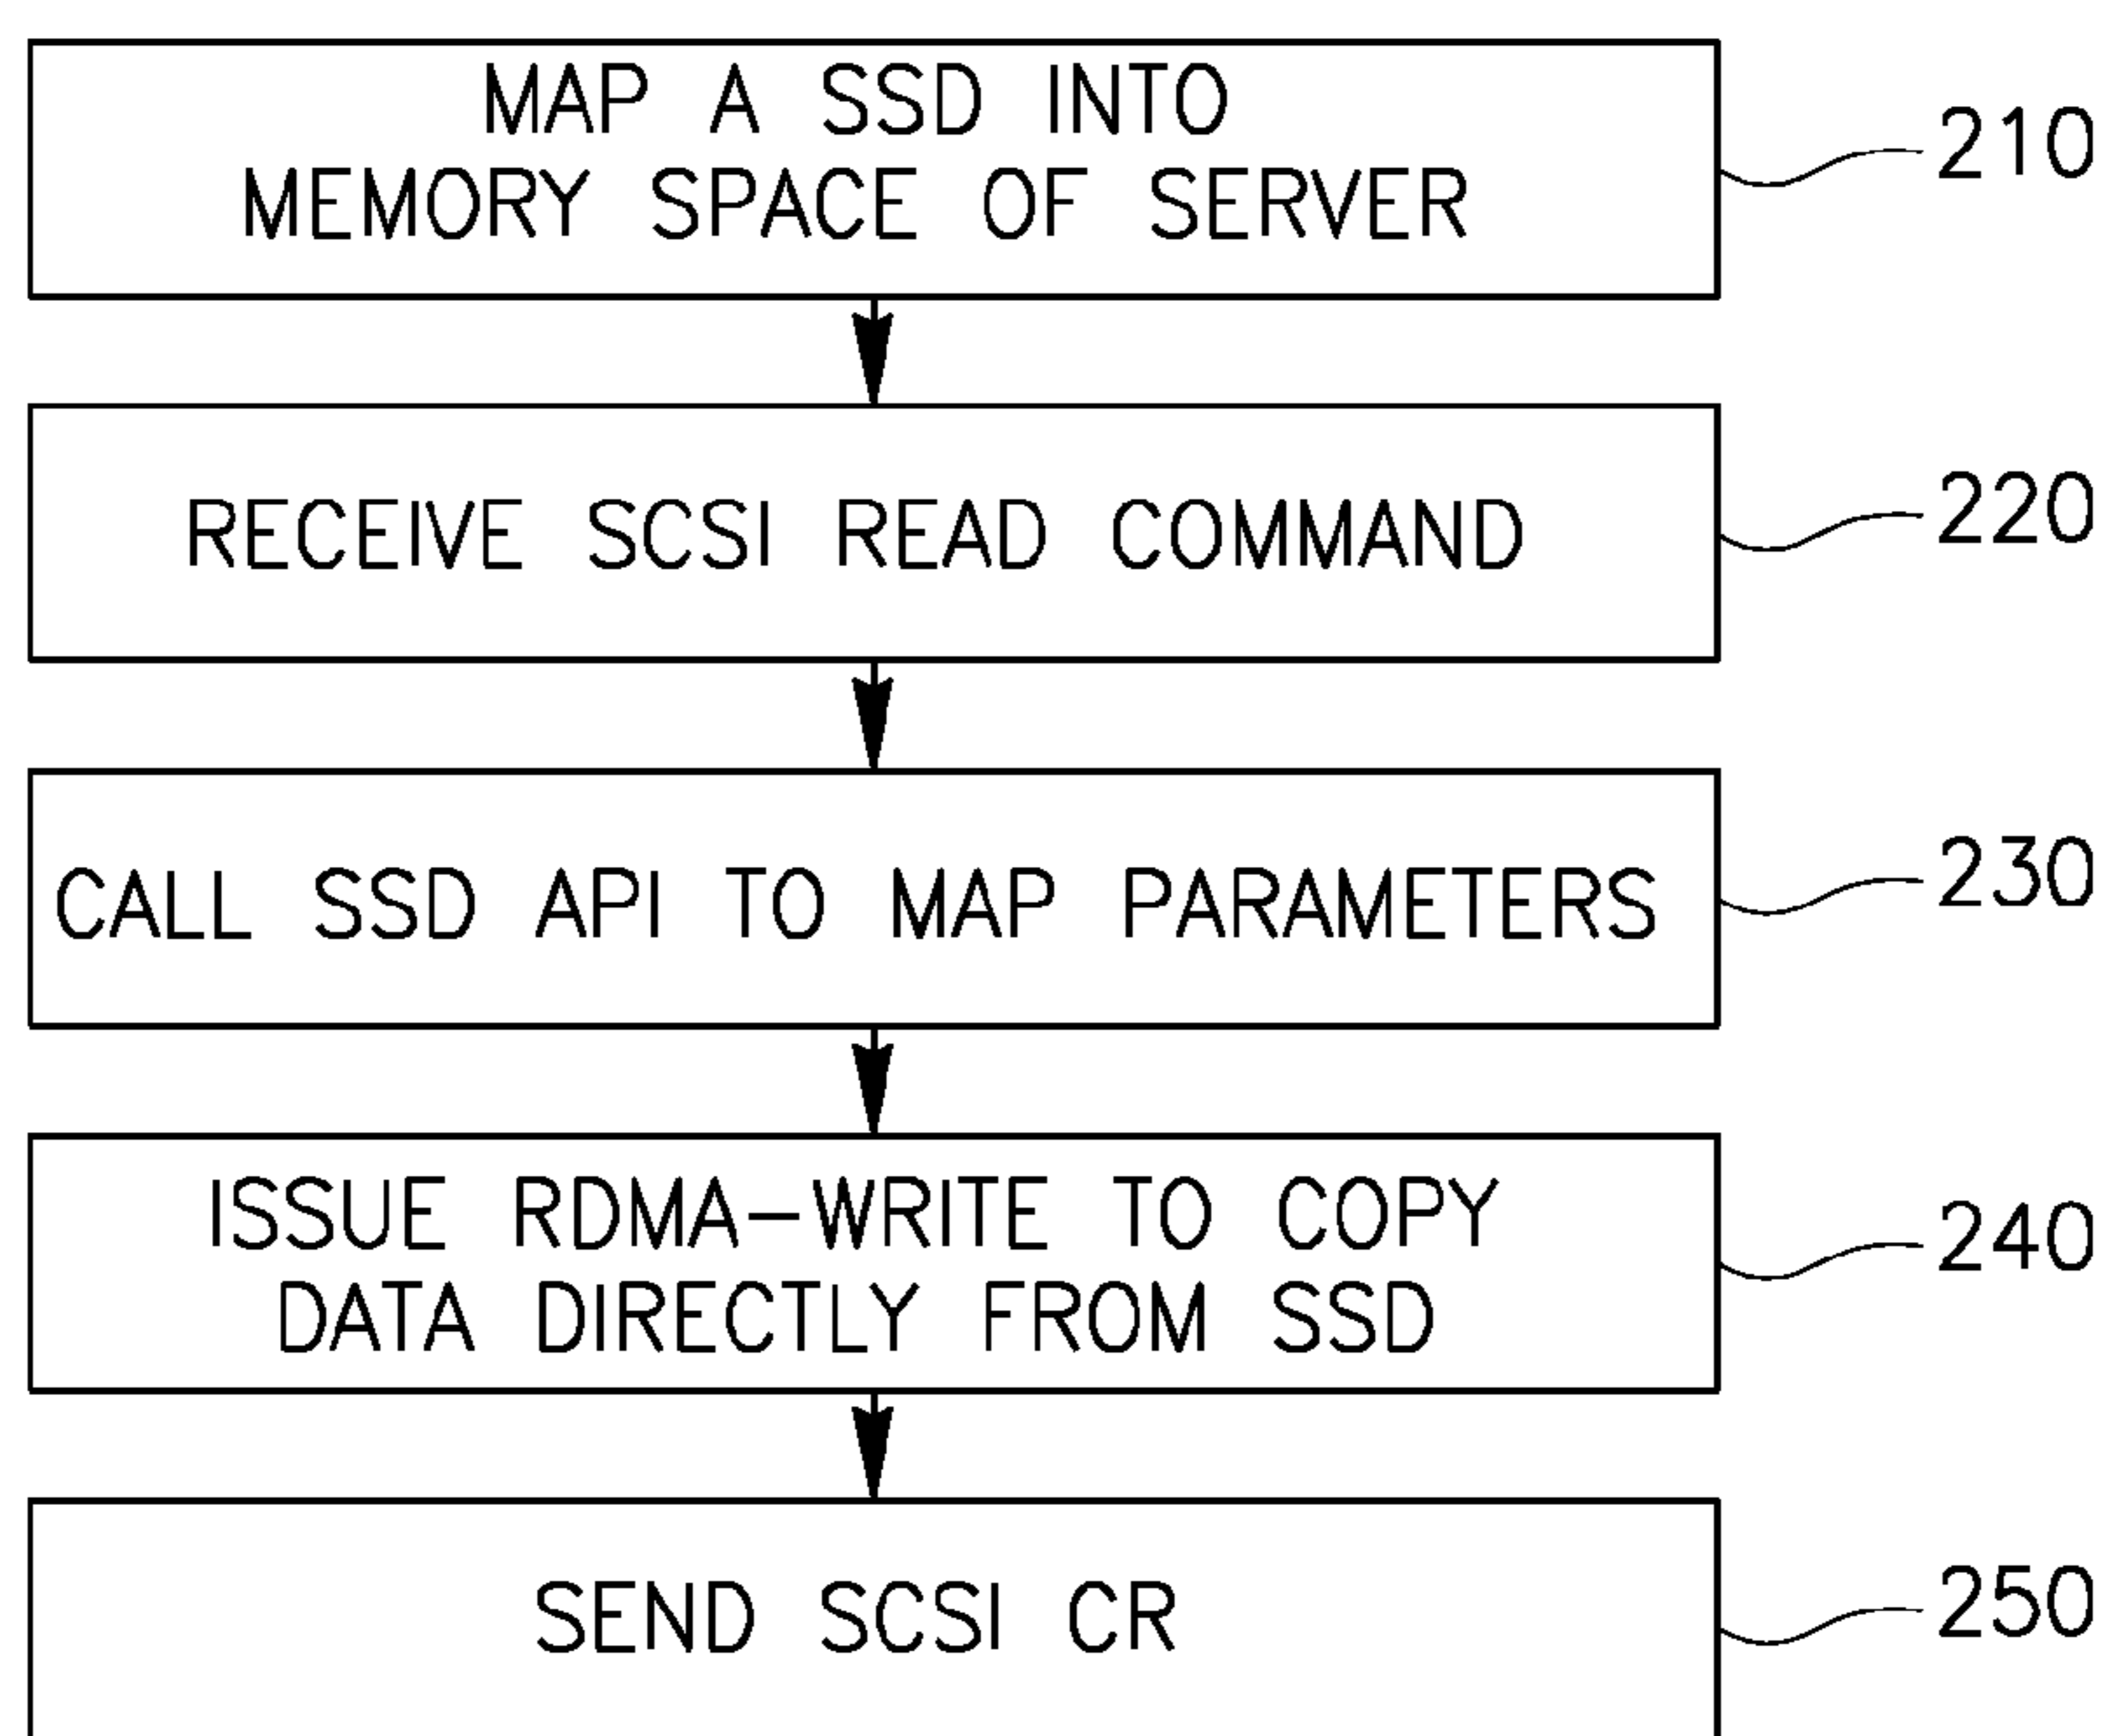 MAP A SSD INTO
MEMORY SPACE OF SERVER
210
RECEIVE SCSI READ COMMAND
220
CALL SSD API TO MAP PARAMETERS
230
ISSUE RDMA-WRITE TO COPY
DATA DIRECTLY FROM SSD
240
SEND SCSI CR
250